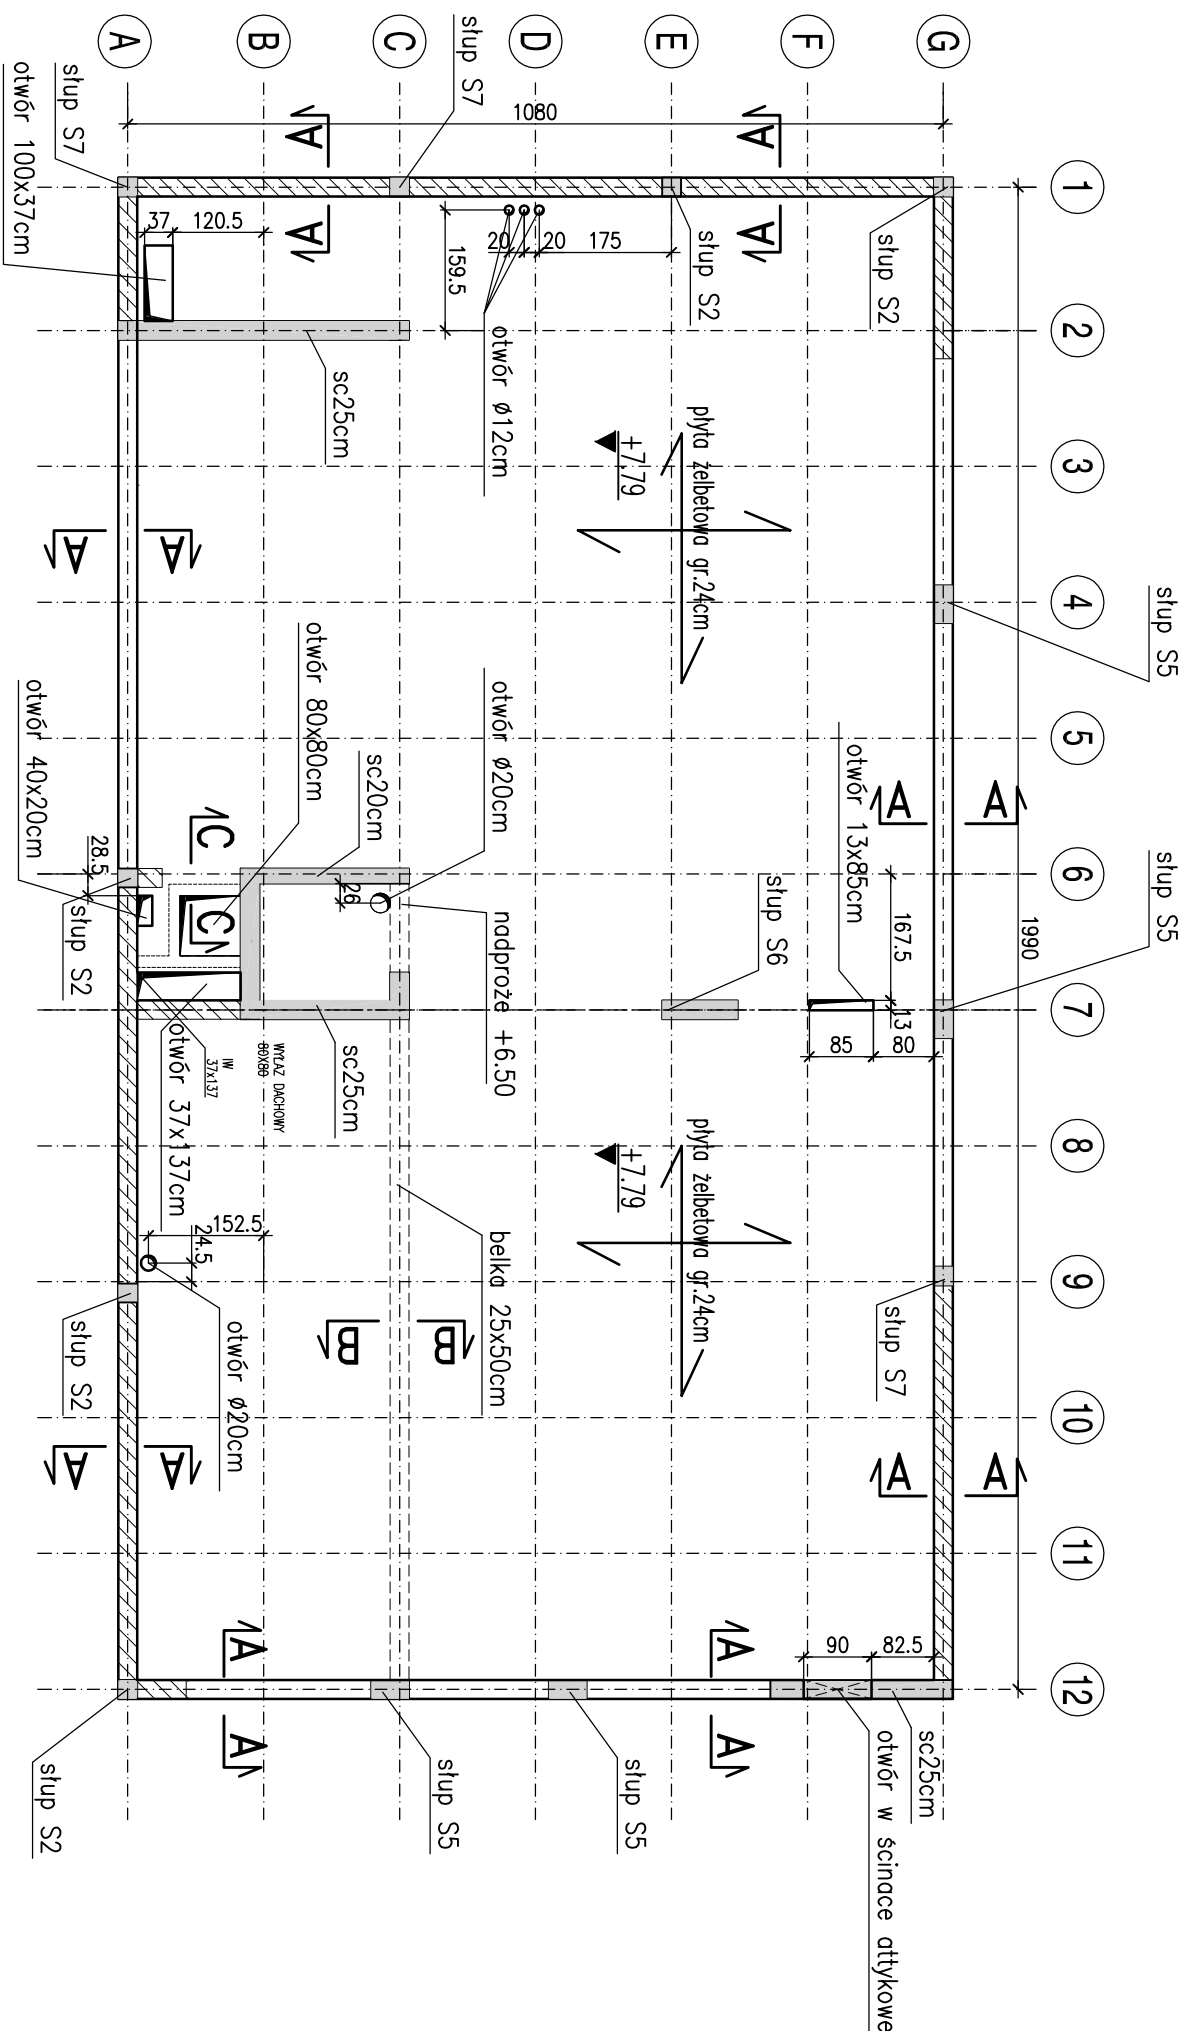 A
B
C
D
E
F
G
1
2
3
4
5
6
7
8
9
10
11
12
1080
1990
słup S7
otwór 100x37cm
słup S7
słup S2
słup S2
37
120.5
159.5
20
20
175
otwór ø12cm
sc25cm
A
A
A
A
płyta żelbetowa gr.24cm
+7.79
A
A
słup S5
otwór 80x80cm
otwór 40x20cm
otwór ø20cm
sc20cm
otwór 13x85cm
A
A
słup S5
28.5
słup S2
C
C
26
nadproże +6.50
słup S6
167.5
13
85
80
sc25cm
WYŁAZ DACHOWY
80X80
IW
37x137
otwór 37x137cm
płyta żelbetowa gr.24cm
+7.79
152.5
24.5
belka 25x50cm
otwór ø20cm
słup S2
słup S7
B
B
A
A
A
A
A
A
A
A
90
82.5
sc25cm
otwór w ścinace attykowe
słup S5
słup S5
słup S2